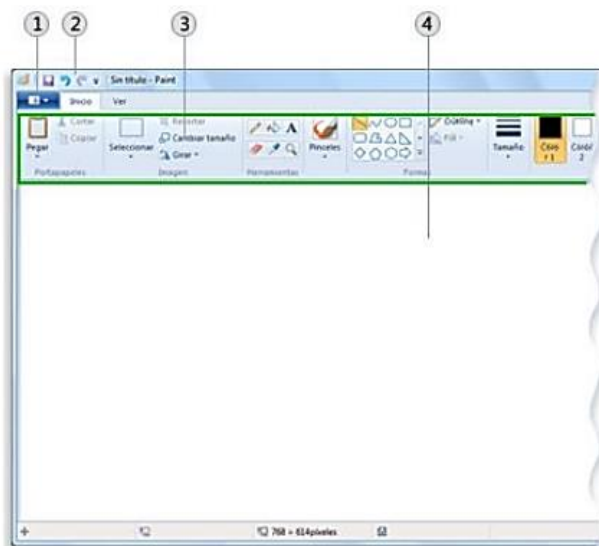 1 2 3 4
Sin título - Paint
Inicio Ver
Cortar
Copiar
Pegar
Portapapeles
Seleccionar
Recortar
Cambiar tamaño
Girar
Imagen
A
Herramientas
Pinceles
Outline
Fill
Formas
Tamaño
Color 1
Color 2
768 × 614píxeles